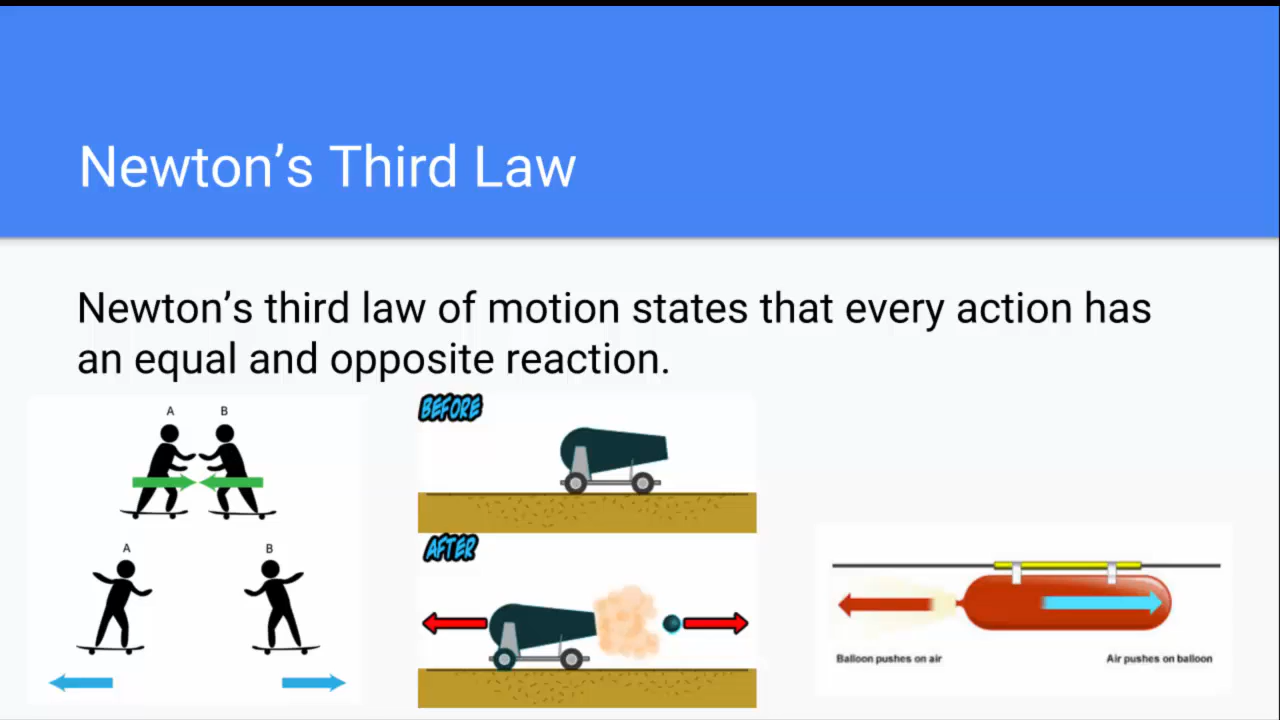 Newton’s Third Law
Newton’s third law of motion states that every action has
an equal and opposite reaction.
A B
A B
BEFORE
AFTER
Balloon pushes on air
Air pushes on balloon